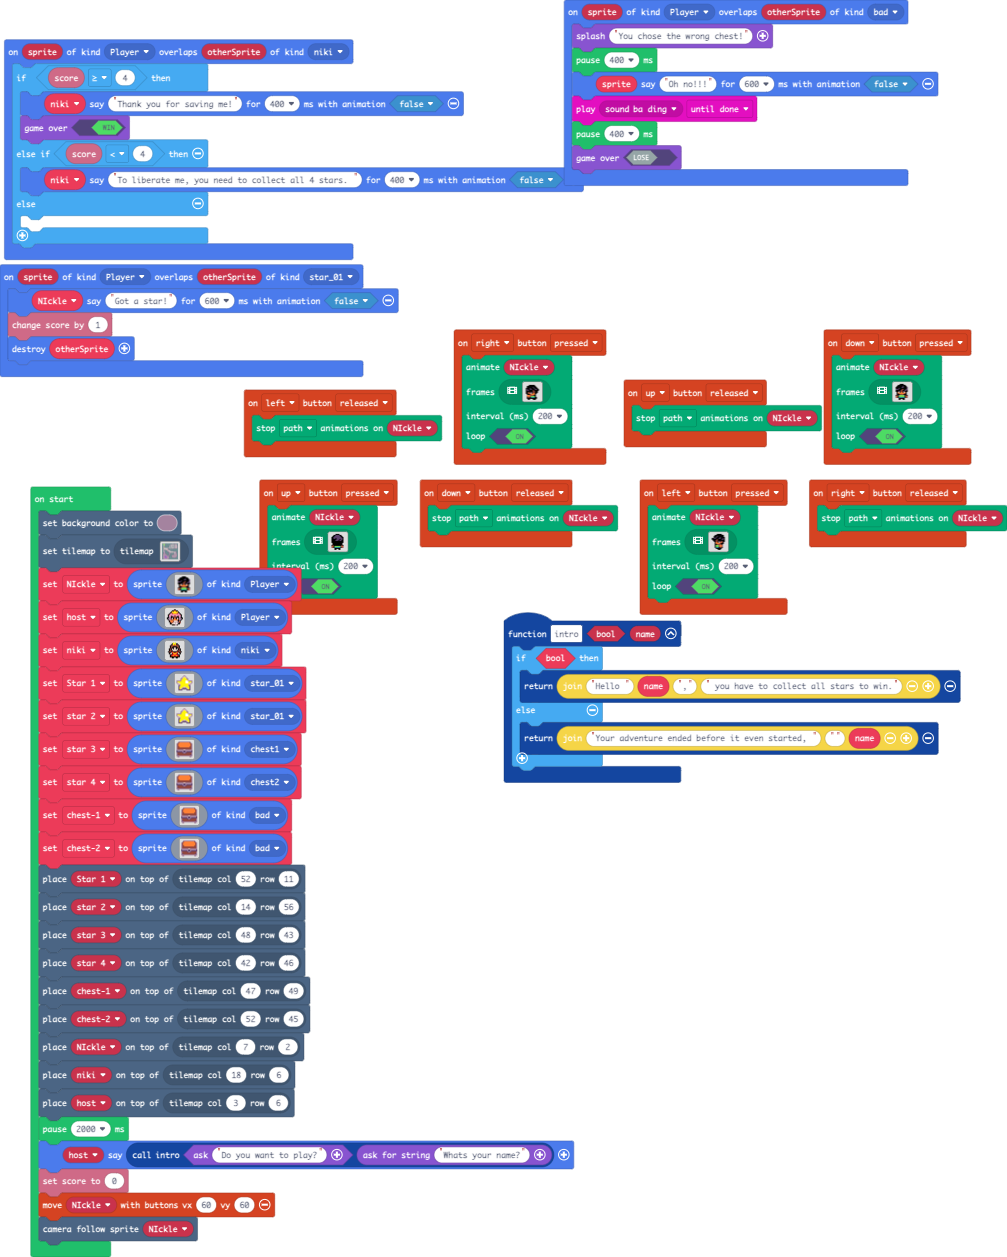 on sprite of kind Player overlaps otherSprite of kind bad
splash "You chose the wrong chest!"
pause 400 ms
sprite say "Oh no!!!" for 600 ms with animation false
play sound ba ding until done
pause 400 ms
game over LOSE
on sprite of kind Player overlaps otherSprite of kind niki
if score ≥ 4 then
niki say "Thank you for saving me!" for 400 ms with animation false
game over WIN
else if score < 4 then
niki say "To liberate me, you need to collect all 4 stars. " for 400 ms with animation false
else
on sprite of kind Player overlaps otherSprite of kind star_01
NIckle say "Got a star!" for 600 ms with animation false
change score by 1
destroy otherSprite
on right button pressed
animate NIckle
frames
interval (ms) 200
loop ON
on down button pressed
animate NIckle
frames
interval (ms) 200
loop ON
on left button released
stop path animations on NIckle
on up button released
stop path animations on NIckle
on up button pressed
animate NIckle
frames
interval (ms) 200
ON
on down button released
stop path animations on NIckle
on left button pressed
animate NIckle
frames
interval (ms) 200
loop ON
on right button released
stop path animations on NIckle
on start
set background color to
set tilemap to tilemap
set NIckle to sprite of kind Player
set host to sprite of kind Player
set niki to sprite of kind niki
set Star 1 to sprite of kind star_01
set star 2 to sprite of kind star_01
set star 3 to sprite of kind chest1
set star 4 to sprite of kind chest2
set chest-1 to sprite of kind bad
set chest-2 to sprite of kind bad
place Star 1 on top of tilemap col 52 row 11
place star 2 on top of tilemap col 14 row 56
place star 3 on top of tilemap col 48 row 43
place star 4 on top of tilemap col 42 row 46
place chest-1 on top of tilemap col 47 row 49
place chest-2 on top of tilemap col 52 row 45
place NIckle on top of tilemap col 7 row 2
place niki on top of tilemap col 18 row 6
place host on top of tilemap col 3 row 6
pause 2000 ms
host say call intro ask "Do you want to play?" ask for string "Whats your name?"
set score to 0
move NIckle with buttons vx 60 vy 60
camera follow sprite NIckle
function intro bool name
if bool then
return join "Hello " name "," " you have to collect all stars to win."
else
return join "Your adventure ended before it even started, " "" name